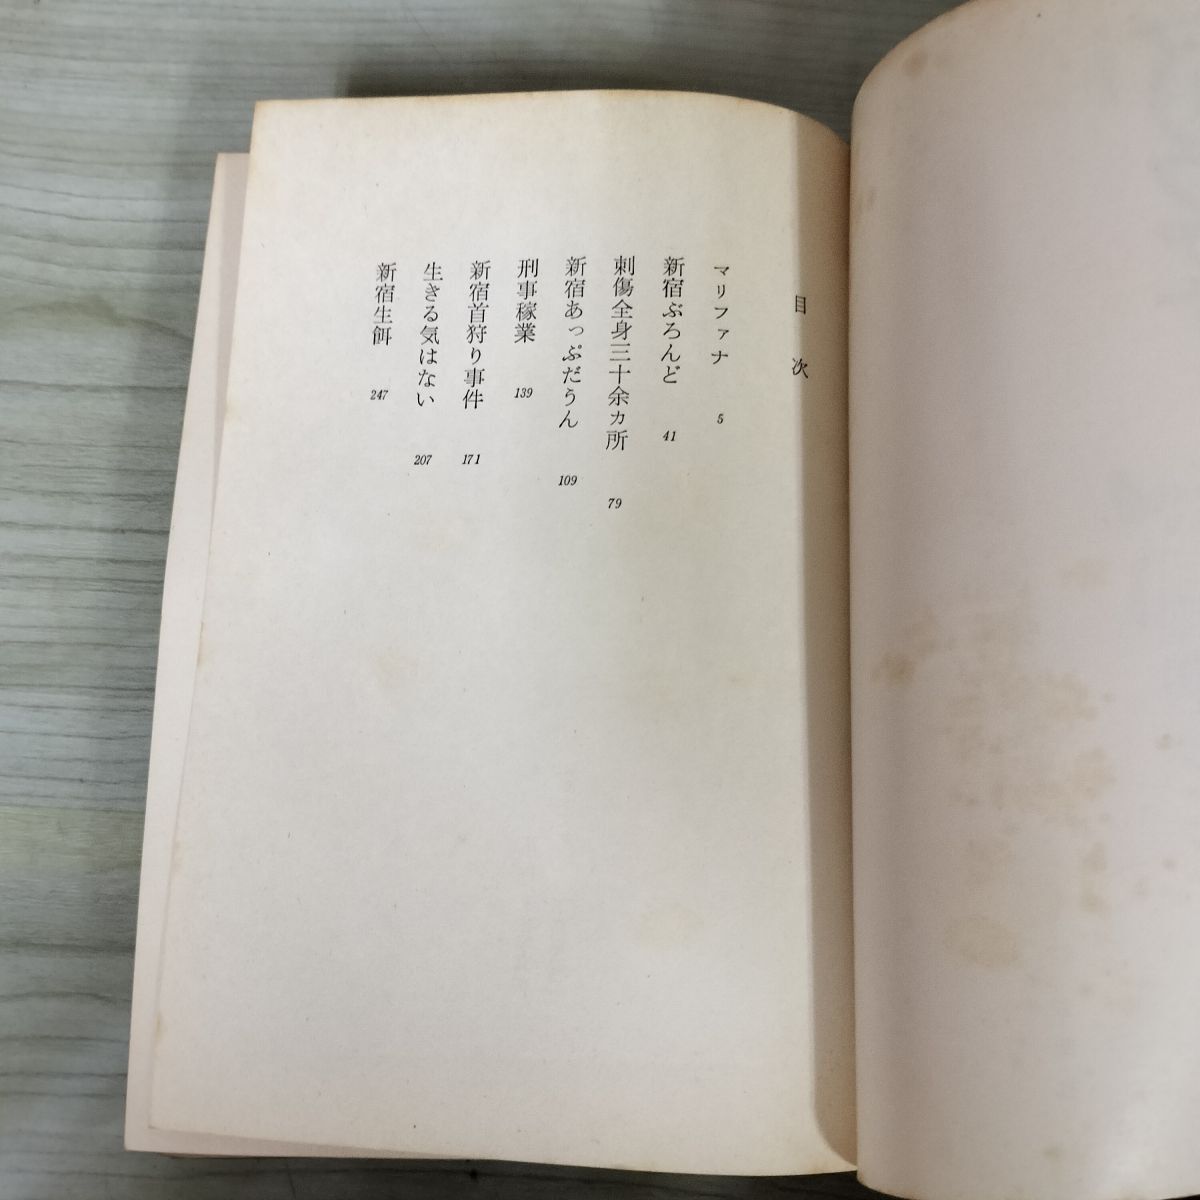 目次
マリファナ 5
新宿ぶろんど 41
刺傷全身三十余ヵ所 79
新宿あっぷだうん 109
刑事稼業 139
新宿首狩り事件 171
生きる気はない 207
新宿生餌 247